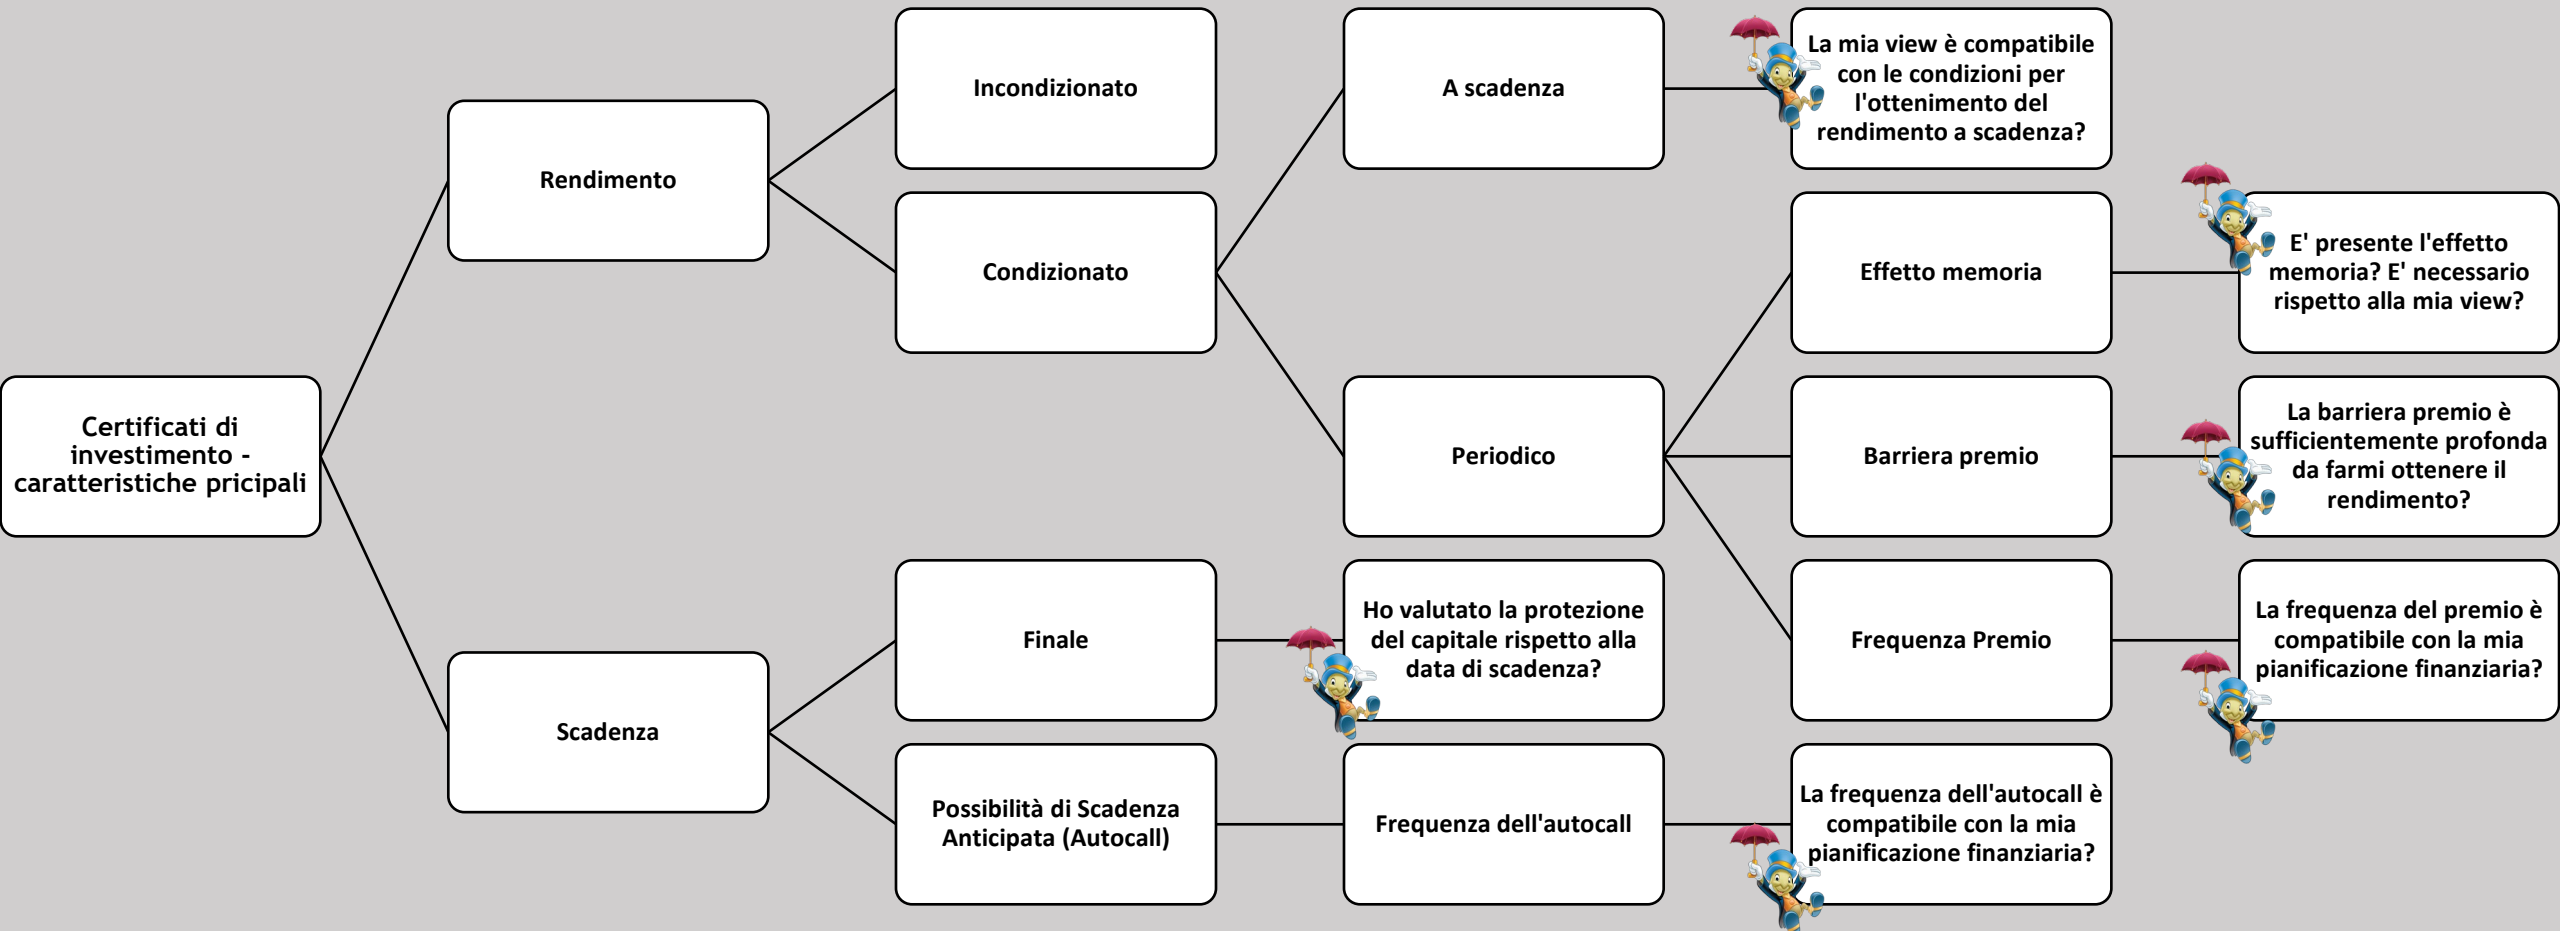 Certificati di
investimento -
caratteristiche pricipali
Rendimento
Incondizionato
Condizionato
A scadenza
La mia view è compatibile
con le condizioni per
l'ottenimento del
rendimento a scadenza?
Periodico
Effetto memoria
E' presente l'effetto
memoria? E' necessario
rispetto alla mia view?
Barriera premio
La barriera premio è
sufficientemente profonda
da farmi ottenere il
rendimento?
Frequenza Premio
La frequenza del premio è
compatibile con la mia
pianificazione finanziaria?
Scadenza
Finale
Ho valutato la protezione
del capitale rispetto alla
data di scadenza?
Possibilità di Scadenza
Anticipata (Autocall)
Frequenza dell'autocall
La frequenza dell'autocall è
compatibile con la mia
pianificazione finanziaria?